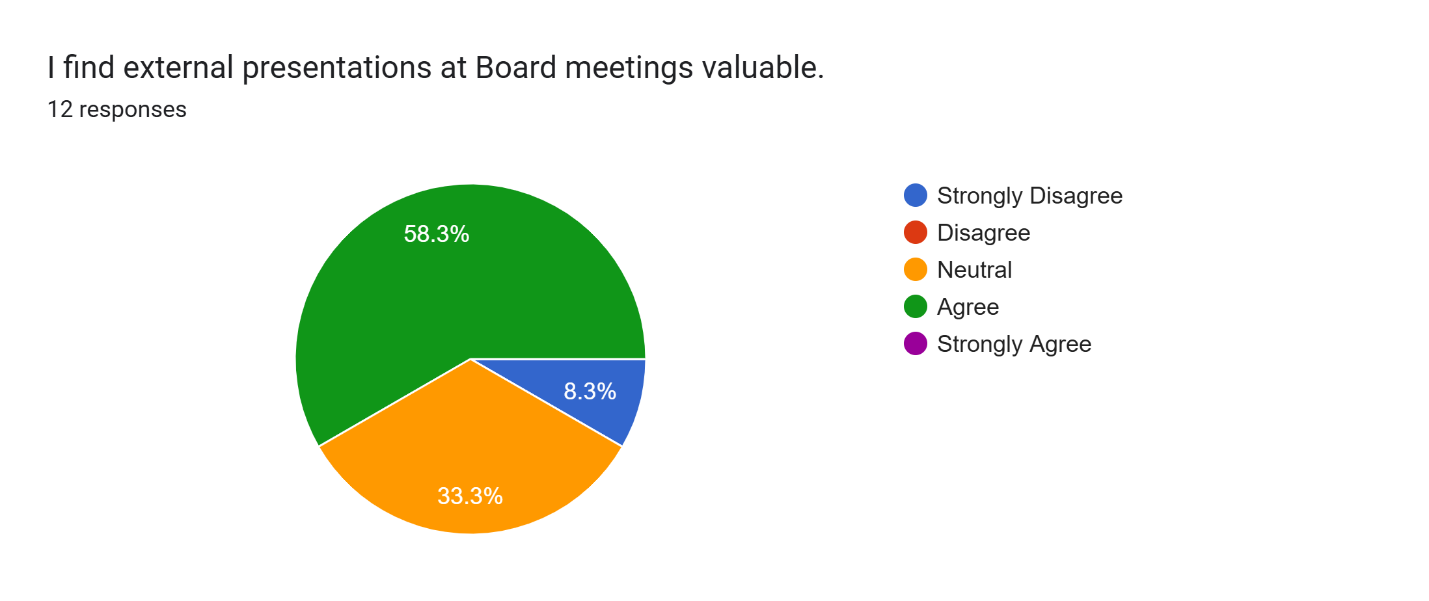 I find external presentations at Board meetings valuable.
12 responses
58.3%
8.3%
33.3%
Strongly Disagree
Disagree
Neutral
Agree
Strongly Agree